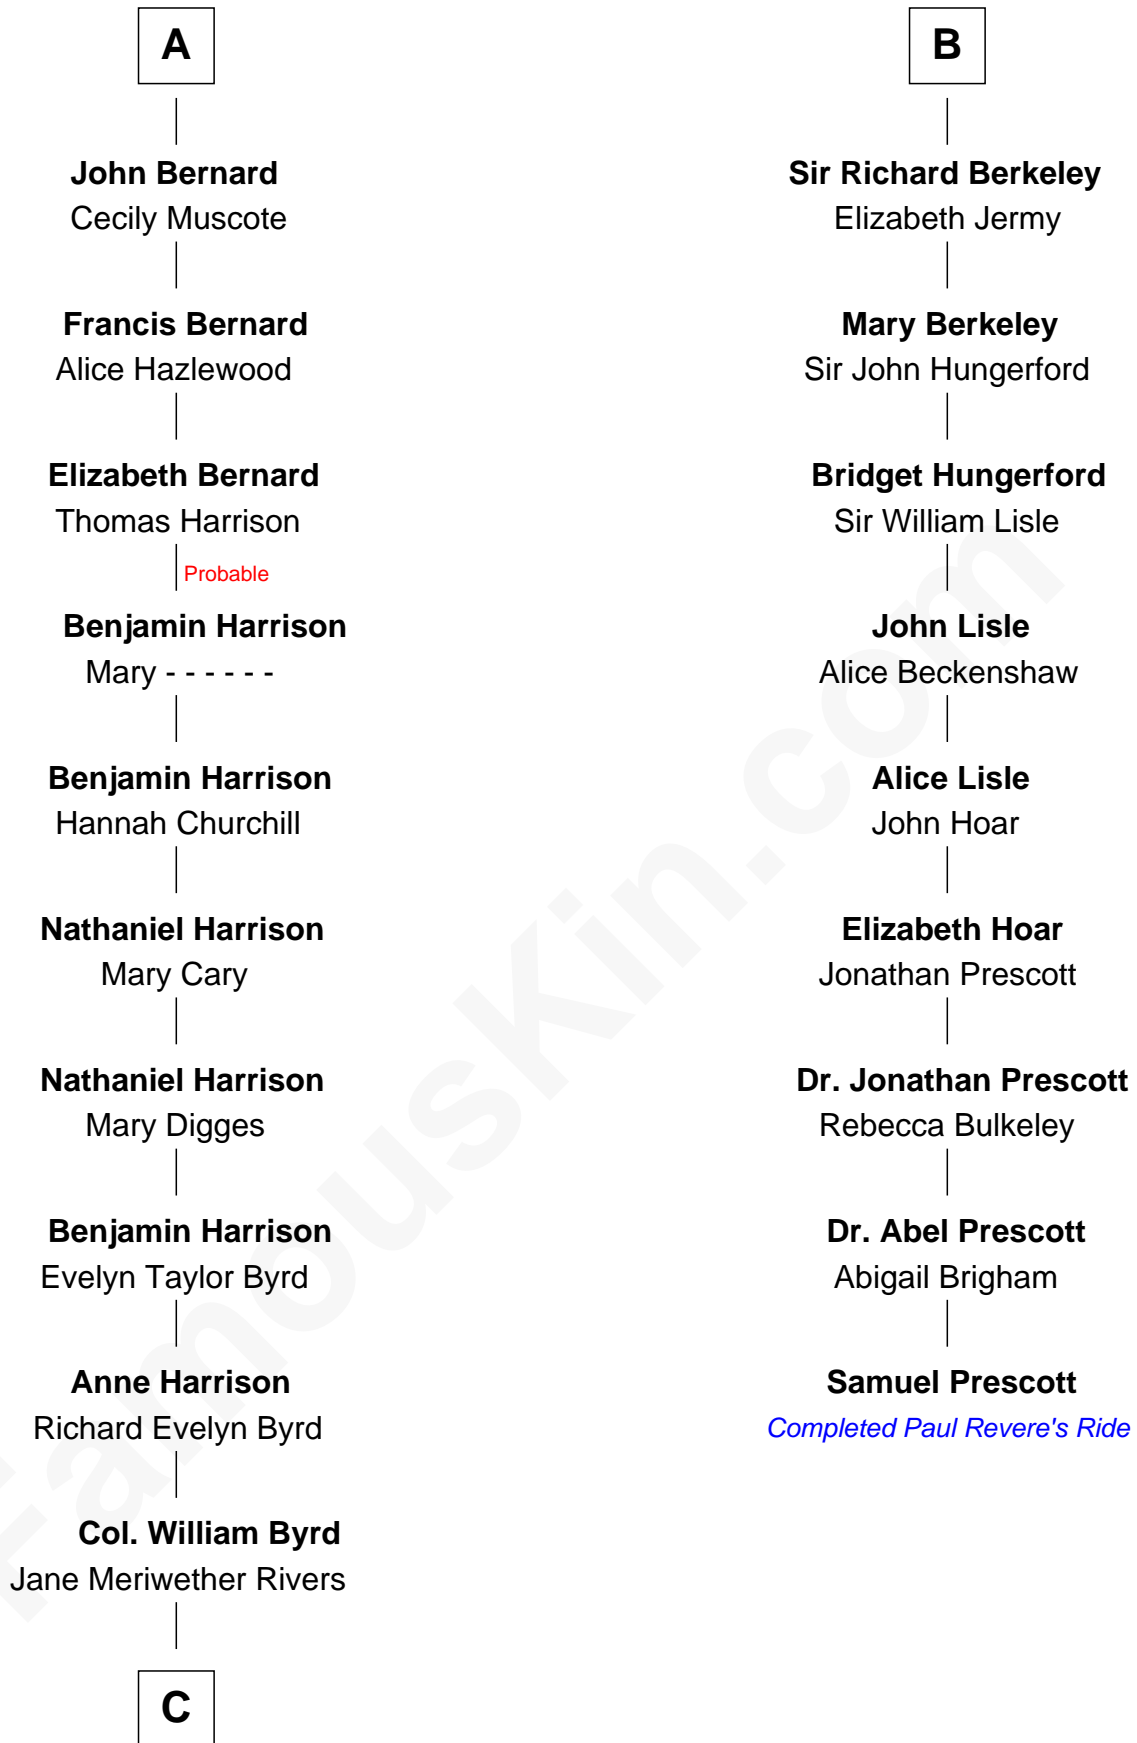 A
John Bernard
Cecily Muscote
Francis Bernard
Alice Hazlewood
Elizabeth Bernard
Thomas Harrison
Probable
Benjamin Harrison
Mary - - - - - -
Benjamin Harrison
Hannah Churchill
Nathaniel Harrison
Mary Cary
Nathaniel Harrison
Mary Digges
Benjamin Harrison
Evelyn Taylor Byrd
Anne Harrison
Richard Evelyn Byrd
Col. William Byrd
Jane Meriwether Rivers
C
B
Sir Richard Berkeley
Elizabeth Jermy
Mary Berkeley
Sir John Hungerford
Bridget Hungerford
Sir William Lisle
John Lisle
Alice Beckenshaw
Alice Lisle
John Hoar
Elizabeth Hoar
Jonathan Prescott
Dr. Jonathan Prescott
Rebecca Bulkeley
Dr. Abel Prescott
Abigail Brigham
Samuel Prescott
Completed Paul Revere's Ride
FamousKin.com